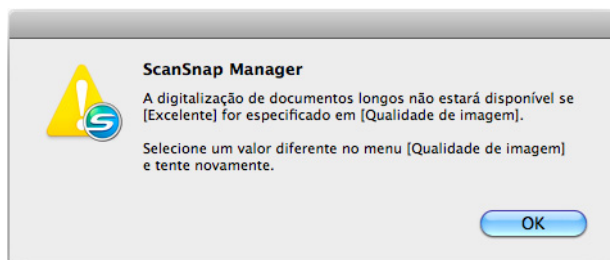 ScanSnap Manager
A digitalização de documentos longos não estará disponível se
[Excelente] for especificado em [Qualidade de imagem].
Selecione um valor diferente no menu [Qualidade de imagem]
e tente novamente.
OK